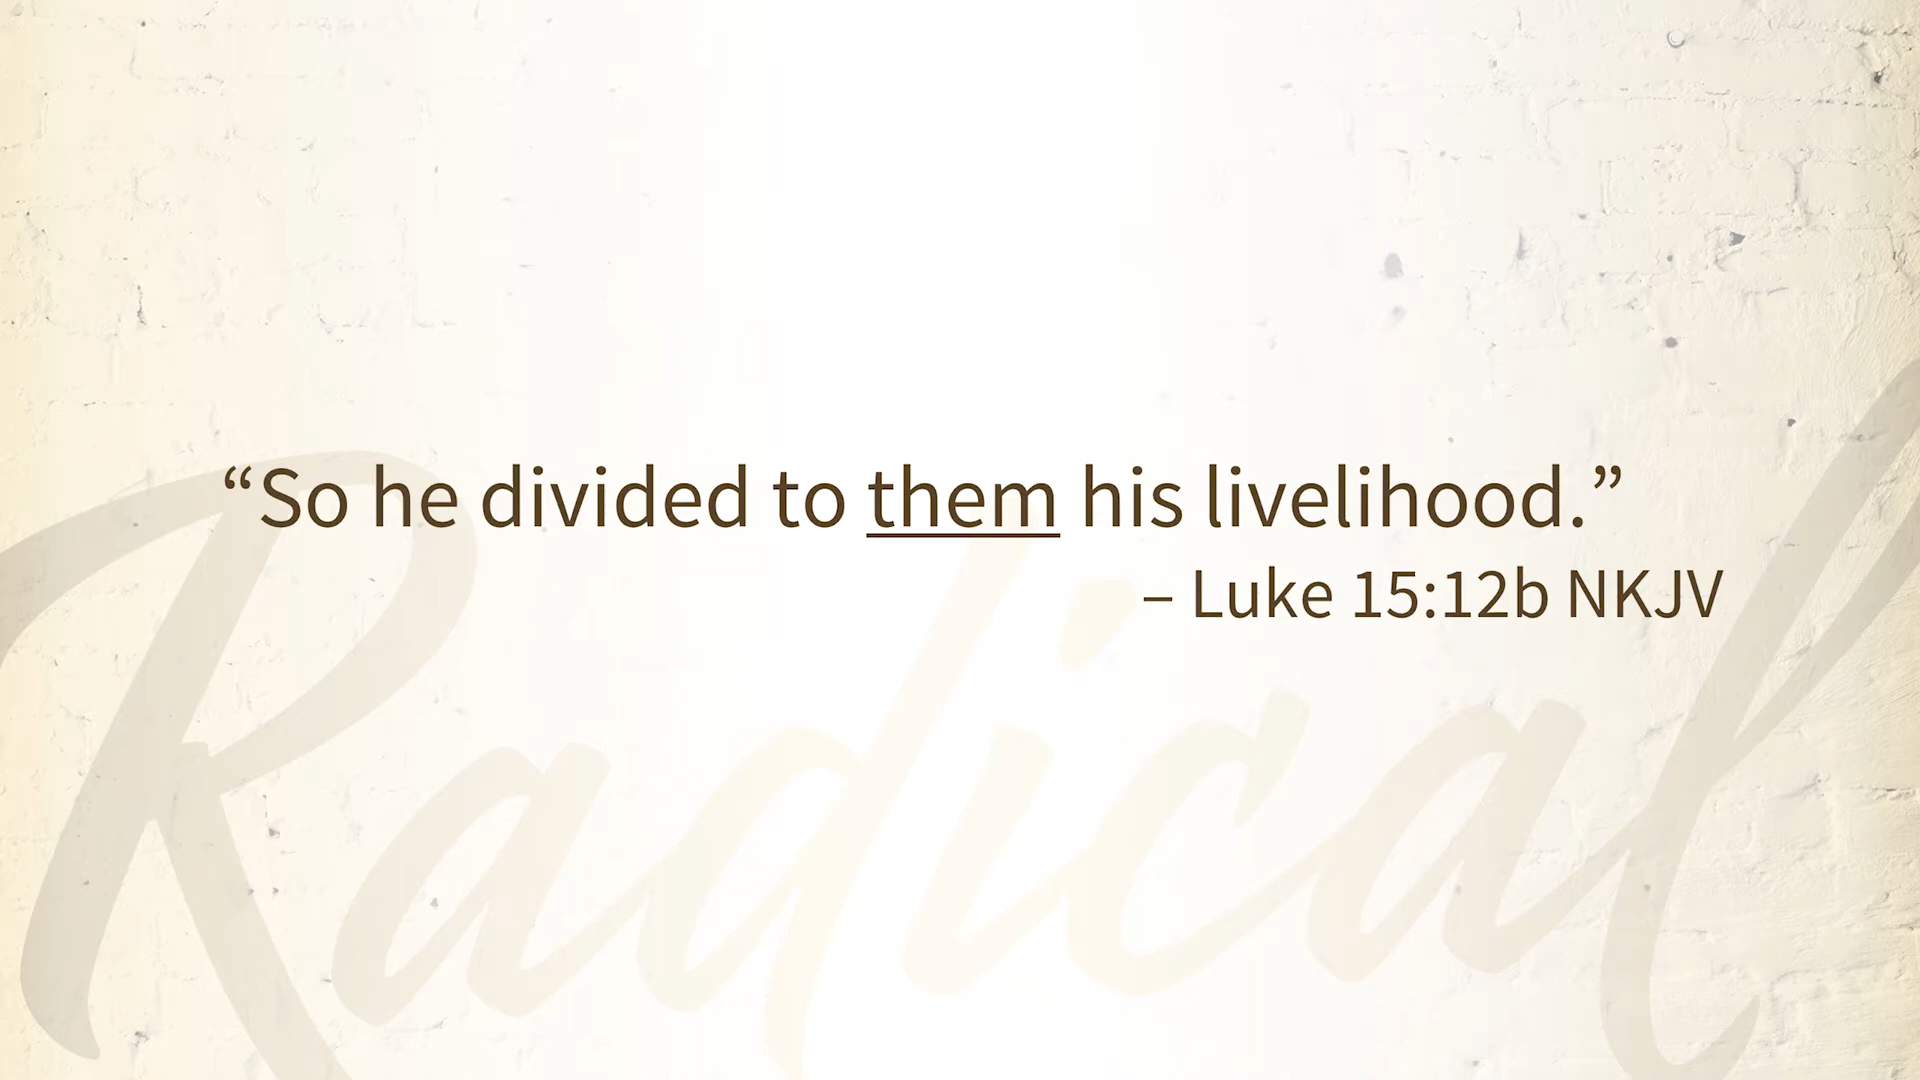 “So he divided to them his livelihood.”
– Luke 15:12b NKJV
Radical